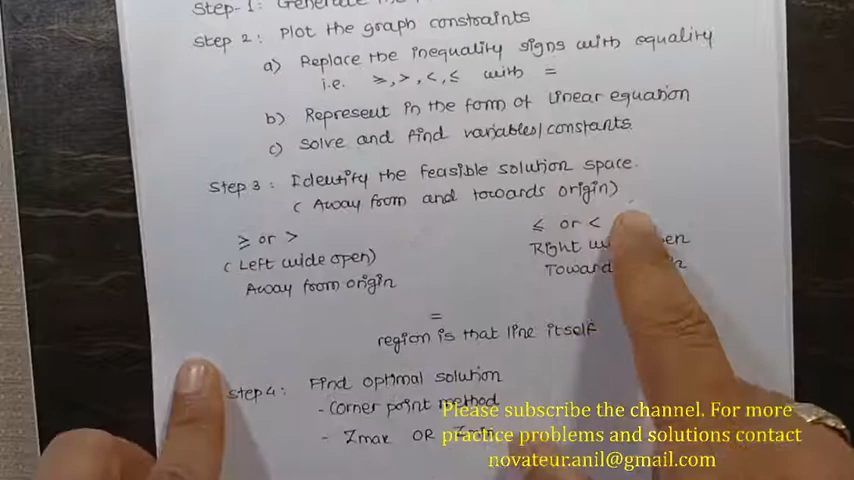 Step-1: Generate the
Step 2: Plot the graph constraints
a) Replace the inequality signs with equality
i.e. ≥, >, <, ≤ with =
b) Represent in the form of linear equation
c) Solve and find variables/constants.
Step 3: Identify the feasible solution space.
( Away from and towards origin)
≥ or >
≤ or <
( Left wide open)
Right
Away from origin
=
region is that line itself
Step 4: Find optimal solution
- Corner point method
- Zmax OR
Please subscribe the channel. For more
practice problems and solutions contact
novateur.anil@gmail.com